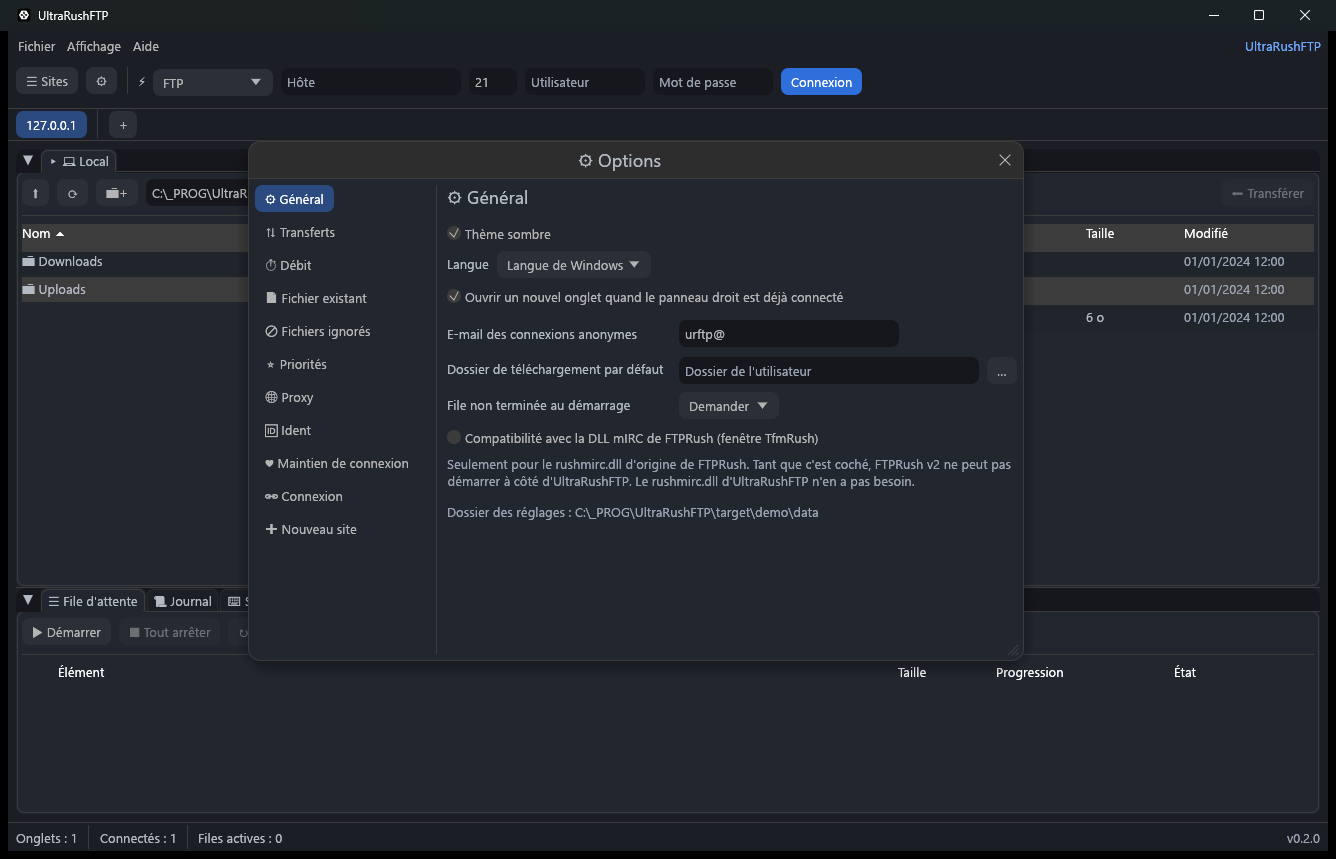 UltraRushFTP
Fichier Affichage Aide UltraRushFTP
Sites FTP Hôte 21 Utilisateur Mot de passe Connexion
127.0.0.1 +
Local
Options
C:\_PROG\UltraR
Transférer
Nom Taille Modifié
Downloads 01/01/2024 12:00
Uploads 01/01/2024 12:00
6 o 01/01/2024 12:00
Général
Transferts
Débit
Fichier existant
Fichiers ignorés
Priorités
Proxy
Ident
Maintien de connexion
Connexion
Nouveau site
Général
Thème sombre
Langue Langue de Windows
Ouvrir un nouvel onglet quand le panneau droit est déjà connecté
E-mail des connexions anonymes urftp@
Dossier de téléchargement par défaut Dossier de l'utilisateur ...
File non terminée au démarrage Demander
Compatibilité avec la DLL mIRC de FTPRush (fenêtre TfmRush)
Seulement pour le rushmirc.dll d'origine de FTPRush. Tant que c'est coché, FTPRush v2 ne peut pas
démarrer à côté d'UltraRushFTP. Le rushmirc.dll d'UltraRushFTP n'en a pas besoin.
Dossier des réglages : C:\_PROG\UltraRushFTP\target\demo\data
File d'attente Journal
Démarrer Tout arrêter
Élément Taille Progression État
Onglets : 1 Connectés : 1 Files actives : 0 v0.2.0